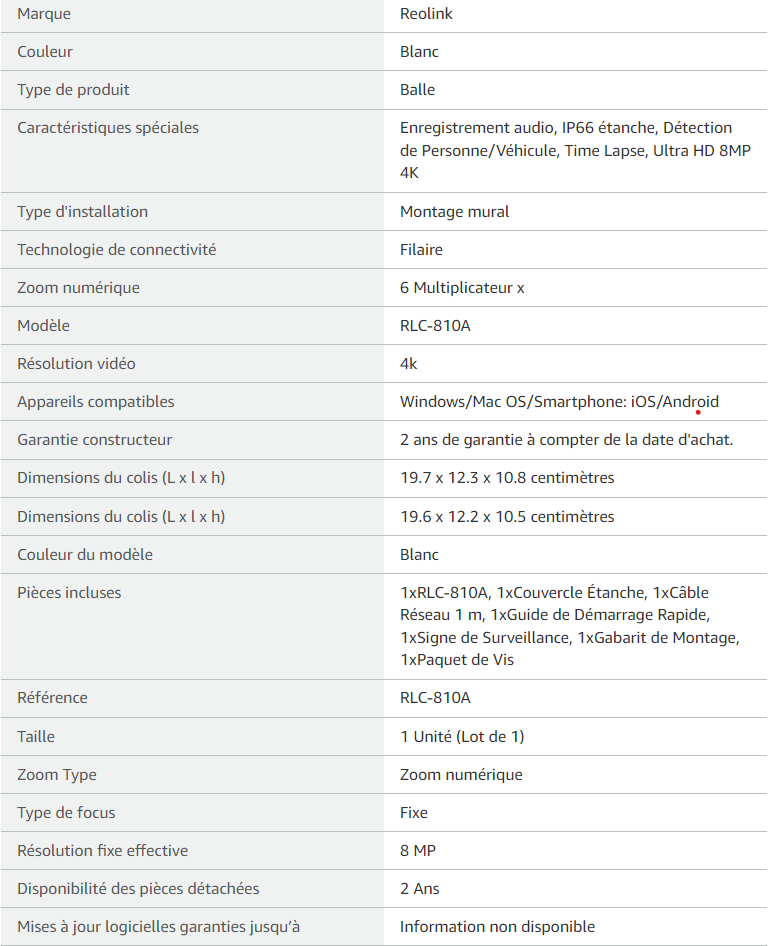 Marque Reolink
Couleur Blanc
Type de produit Balle
Caractéristiques spéciales Enregistrement audio, IP66 étanche, Détection
de Personne/Véhicule, Time Lapse, Ultra HD 8MP
4K
Type d'installation Montage mural
Technologie de connectivité Filaire
Zoom numérique 6 Multiplicateur x
Modèle RLC-810A
Résolution vidéo 4k
Appareils compatibles Windows/Mac OS/Smartphone: iOS/Android
Garantie constructeur 2 ans de garantie à compter de la date d'achat.
Dimensions du colis (L x l x h) 19.7 x 12.3 x 10.8 centimètres
Dimensions du colis (L x l x h) 19.6 x 12.2 x 10.5 centimètres
Couleur du modèle Blanc
Pièces incluses 1xRLC-810A, 1xCouvercle Étanche, 1xCâble
Réseau 1 m, 1xGuide de Démarrage Rapide,
1xSigne de Surveillance, 1xGabarit de Montage,
1xPaquet de Vis
Référence RLC-810A
Taille 1 Unité (Lot de 1)
Zoom Type Zoom numérique
Type de focus Fixe
Résolution fixe effective 8 MP
Disponibilité des pièces détachées 2 Ans
Mises à jour logicielles garanties jusqu’à Information non disponible